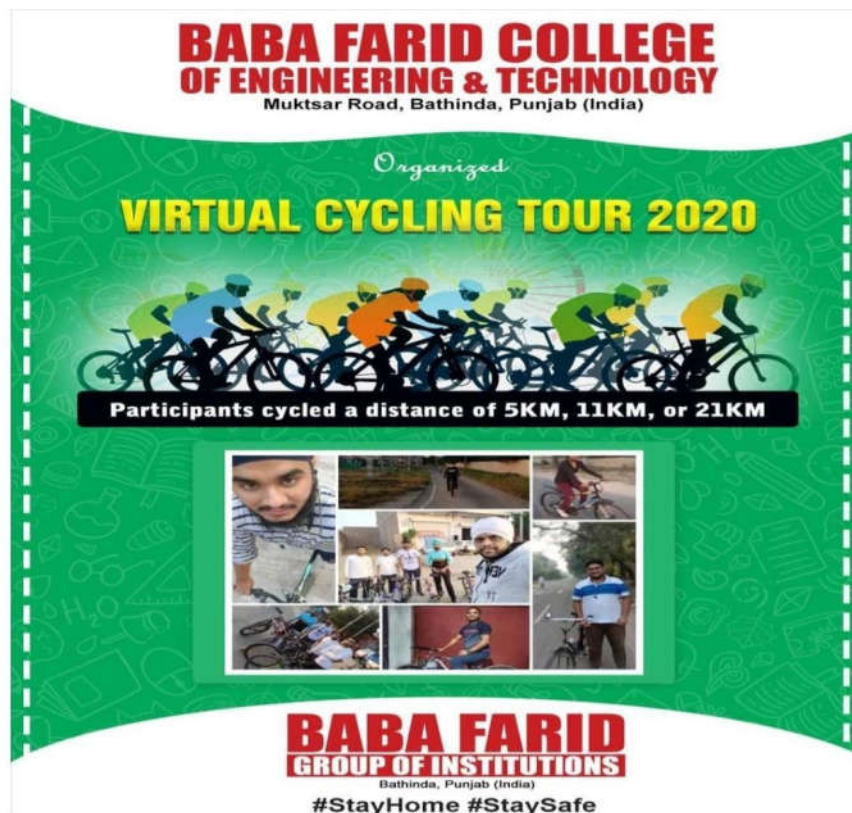 BABA FARID COLLEGE
OF ENGINEERING & TECHNOLOGY
Muktsar Road, Bathinda, Punjab (India)
Organized
VIRTUAL CYCLING TOUR 2020
Participants cycled a distance of 5KM, 11KM, or 21KM
BABA FARID
GROUP OF INSTITUTIONS
Bathinda, Punjab (India)
#StayHome #StaySafe